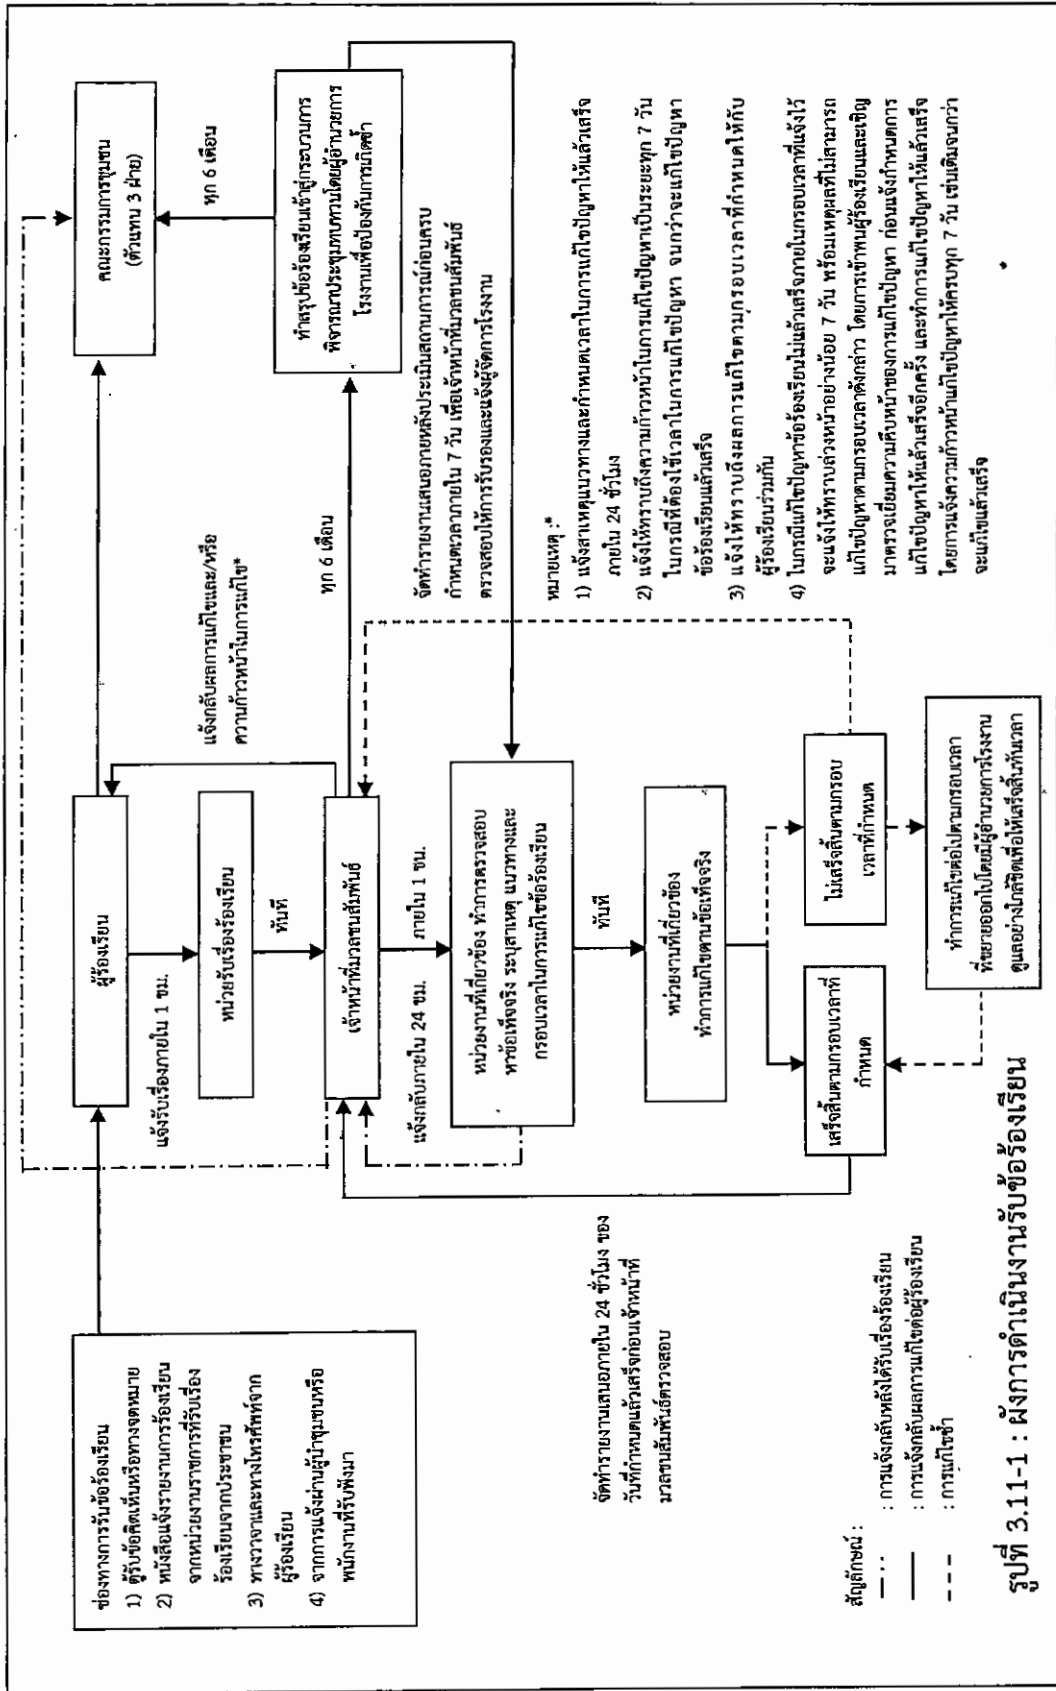 ช่องทางการรับข้อร้องเรียน
1) ตู้รับข้อคิดเห็นหรือทางจดหมาย
2) หนังสือแจ้งรายงานการร้องเรียน
จากหน่วยงานราชการที่รับเรื่อง
ร้องเรียนจากประชาชน
3) ทางวาจาและทางโทรศัพท์จาก
ผู้ร้องเรียน
4) จากการแจ้งผ่านผู้นำชุมชนหรือ
พนักงานที่รับฟังมา
ผู้ร้องเรียน
คณะกรรมการชุมชน
(ตัวแทน 3 ฝ่าย)
แจ้งรับเรื่องภายใน 1 ชม.
แจ้งกลับผลการแก้ไขและ/หรือ
ความก้าวหน้าในการแก้ไข*
ทุก 6 เดือน
หน่วยรับเรื่องร้องเรียน
ทันที
เจ้าหน้าที่มวลชนสัมพันธ์
ทุก 6 เดือน
ทำสรุปข้อร้องเรียนเข้าสู่กระบวนการ
พิจารณาประชุมทบทวนโดยผู้อำนวยการ
โรงงานเพื่อป้องกันการเกิดซ้ำ
แจ้งกลับภายใน 24 ชม.
ภายใน 1 ชม.
จัดทำรายงานเสนอภายหลังประเมินสถานการณ์ก่อนครบ
กำหนดเวลาภายใน 7 วัน เพื่อเจ้าหน้าที่มวลชนสัมพันธ์
ตรวจสอบให้การรับรองและแจ้งผู้จัดการโรงงาน
หน่วยงานที่เกี่ยวข้อง ทำการตรวจสอบ
หาข้อเท็จจริง ระบุสาเหตุ แนวทางและ
กรอบเวลาในการแก้ไขข้อร้องเรียน
ทันที
หน่วยงานที่เกี่ยวข้อง
ทำการแก้ไขตามข้อเท็จจริง
จัดทำรายงานเสนอภายใน 24 ชั่วโมง ของ
วันที่กำหนดแล้วเสร็จก่อนเจ้าหน้าที่
มวลชนสัมพันธ์ตรวจสอบ
เสร็จสิ้นตามกรอบเวลาที่
กำหนด
ไม่เสร็จสิ้นตามกรอบ
เวลาที่กำหนด
ทำการแก้ไขต่อไปตามกรอบเวลา
ที่ขยายออกไปโดยมีผู้อำนวยการโรงงาน
ดูแลอย่างใกล้ชิดเพื่อให้เสร็จสิ้นทันเวลา
หมายเหตุ :*
1) แจ้งสาเหตุแนวทางและกำหนดเวลาในการแก้ไขปัญหาให้แล้วเสร็จ
ภายใน 24 ชั่วโมง
2) แจ้งให้ทราบถึงความก้าวหน้าในการแก้ไขปัญหาเป็นระยะทุก 7 วัน
ในกรณีที่ต้องใช้เวลาในการแก้ไขปัญหา จนกว่าจะแก้ไขปัญหา
ข้อร้องเรียนแล้วเสร็จ
3) แจ้งให้ทราบถึงผลการแก้ไขตามกรอบเวลาที่กำหนดให้กับ
ผู้ร้องเรียนร่วมกัน
4) ในกรณีแก้ไขปัญหาข้อร้องเรียนไม่แล้วเสร็จภายในกรอบเวลาที่แจ้งไว้
จะแจ้งให้ทราบล่วงหน้าอย่างน้อย 7 วัน พร้อมเหตุผลที่ไม่สามารถ
แก้ไขปัญหาตามกรอบเวลาดังกล่าว โดยการเข้าพบผู้ร้องเรียนและเชิญ
มาตรวจเยี่ยมความคืบหน้าของการแก้ไขปัญหา ก่อนแจ้งกำหนดการ
แก้ไขปัญหาให้แล้วเสร็จอีกครั้ง และทำการแก้ไขปัญหาให้แล้วเสร็จ
โดยการแจ้งความก้าวหน้าแก้ไขปัญหาให้ครบทุก 7 วัน เช่นเดิมจนกว่า
จะแก้ไขแล้วเสร็จ
สัญลักษณ์ :
: การแจ้งกลับหลังได้รับเรื่องร้องเรียน
: การแจ้งกลับผลการแก้ไขต่อผู้ร้องเรียน
: การแก้ไขซ้ำ
รูปที่ 3.11-1 : ผังการดำเนินงานรับข้อร้องเรียน